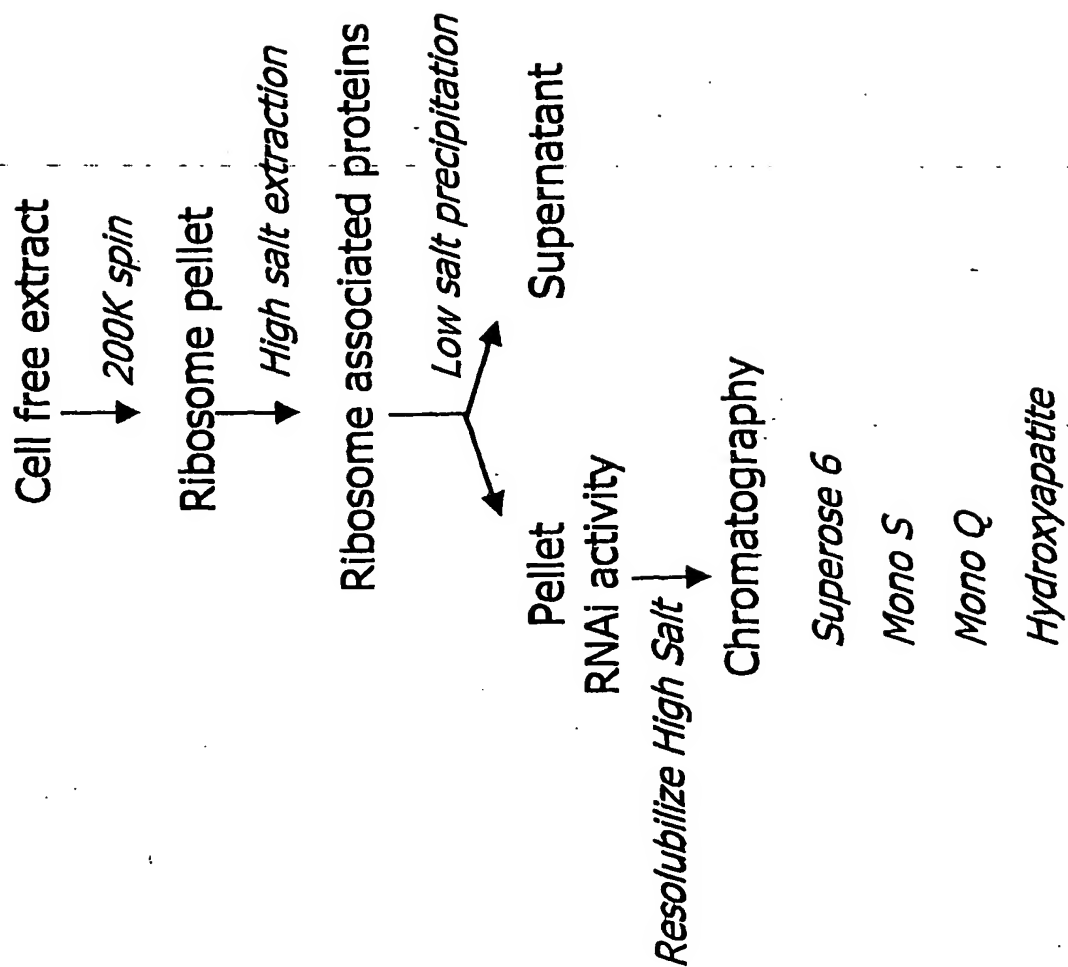 Cell free extract
200K spin
Ribosome pellet
High salt extraction
Ribosome associated proteins
Low salt precipitation
Pellet
RNAi activity
Supernatant
Resolubilize High Salt
Chromatography
Superose 6
Mono S
Mono Q
Hydroxyapatite